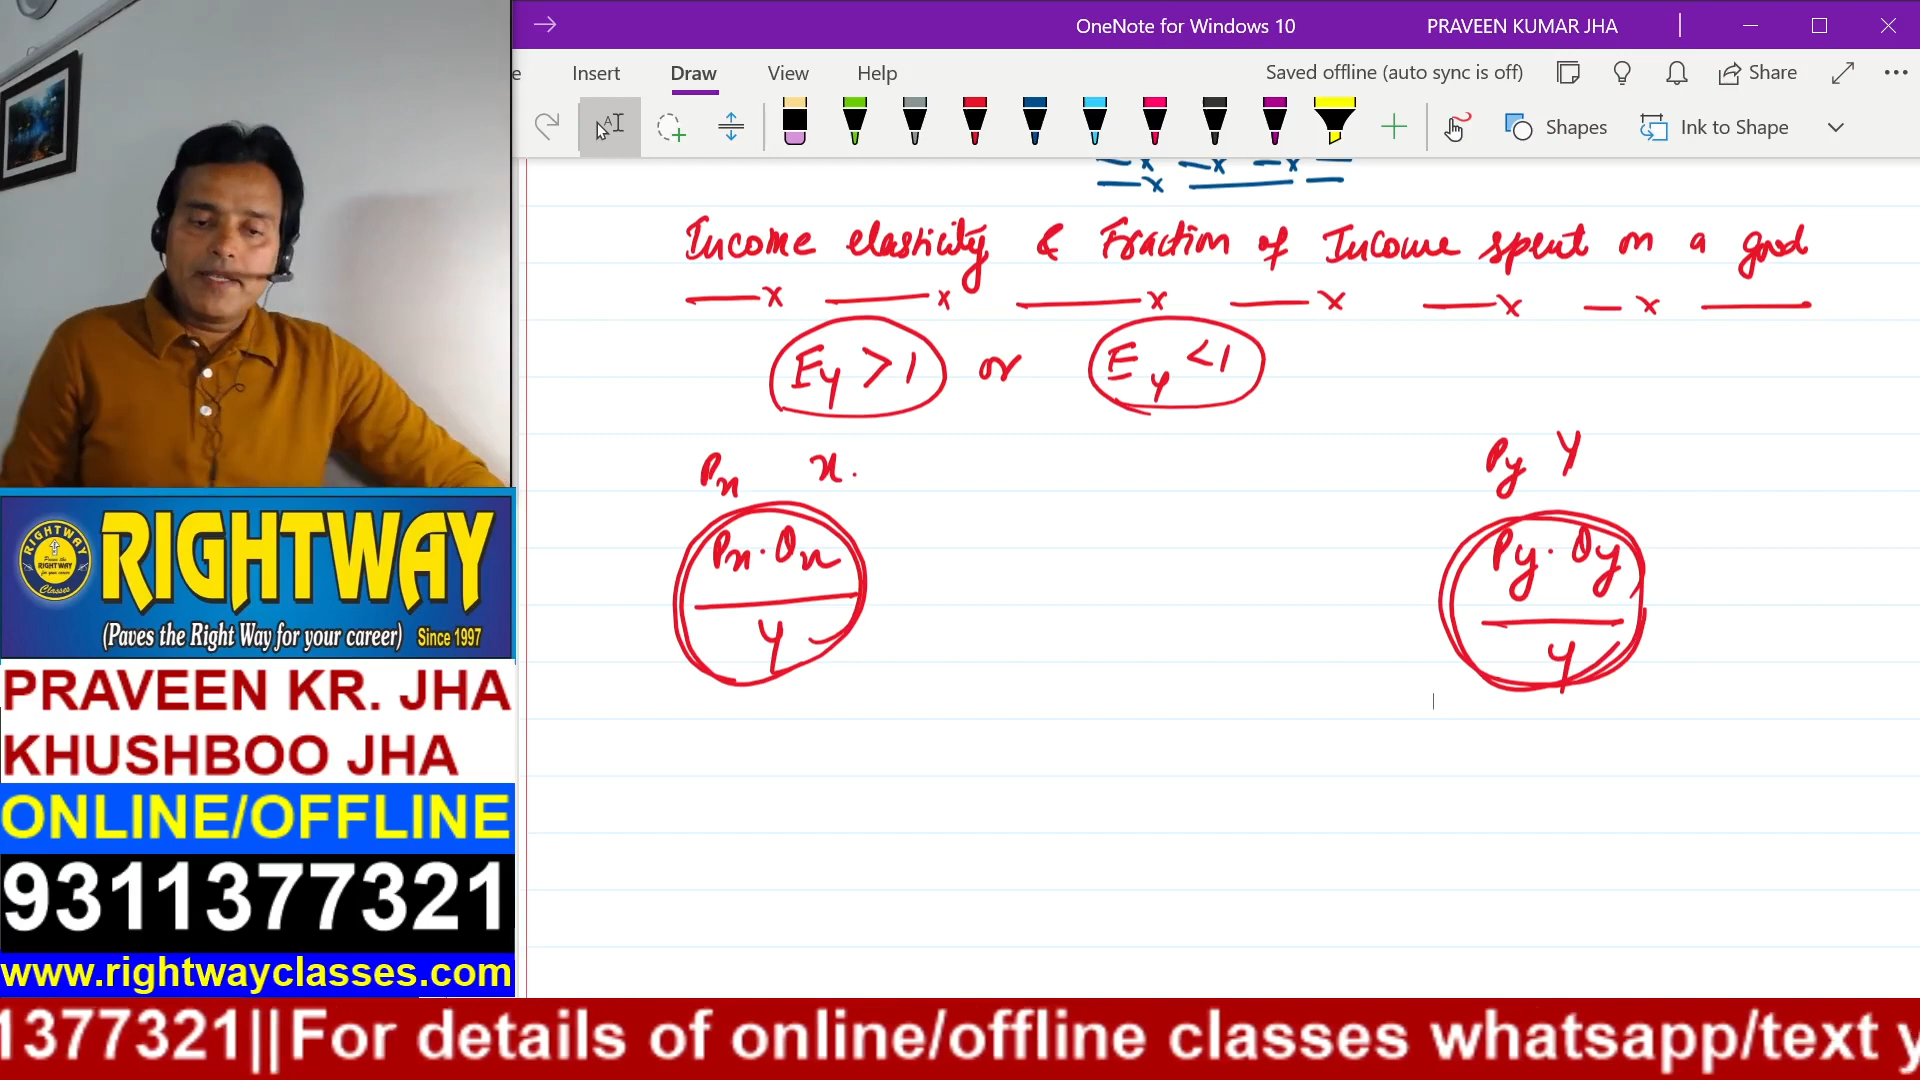 OneNote for Windows 10
PRAVEEN KUMAR JHA
Insert Draw View Help
Saved offline (auto sync is off)
Share
Shapes
Ink to Shape
Income elasticity & Fraction of Income spent on a good
Ey > 1 or Ey < 1
Px x.
Py Y
Px . Qx
Y
Py . Qy
Y
RIGHTWAY
Classes
RIGHTWAY
(Paves the Right Way for your career) Since 1997
PRAVEEN KR. JHA
KHUSHBOO JHA
ONLINE/OFFLINE
9311377321
www.rightwayclasses.com
1377321||For details of online/offline classes whatsapp/text y